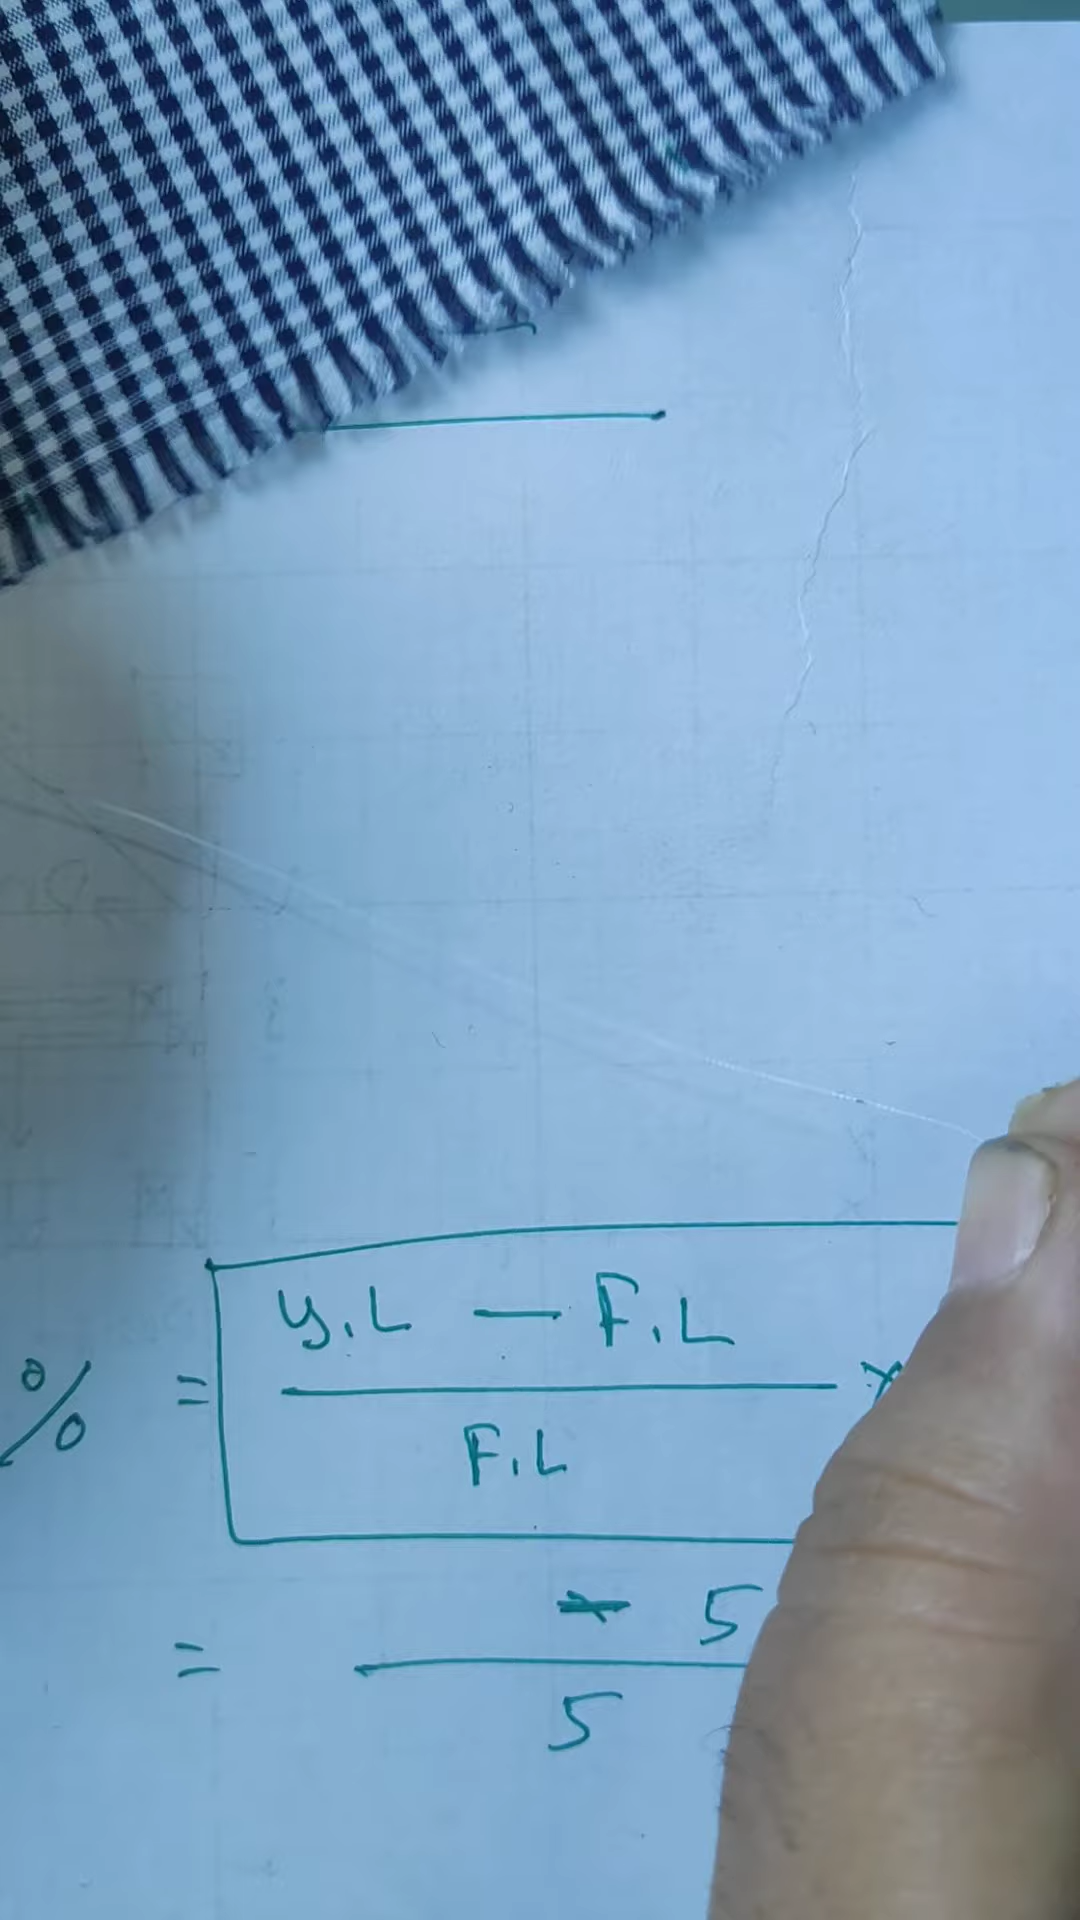 % = y.L — F.L ×
F.L
= - 5
5